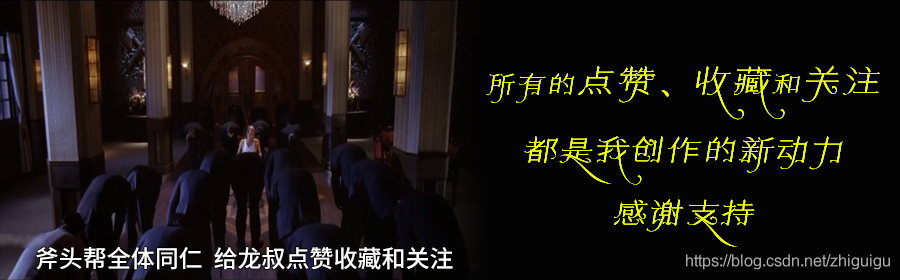 斧头帮全体同仁 给龙叔点赞收藏和关注
所有的点赞、收藏和关注
都是我创作的新动力
感谢支持
https://blog.csdn.net/zhiguigu